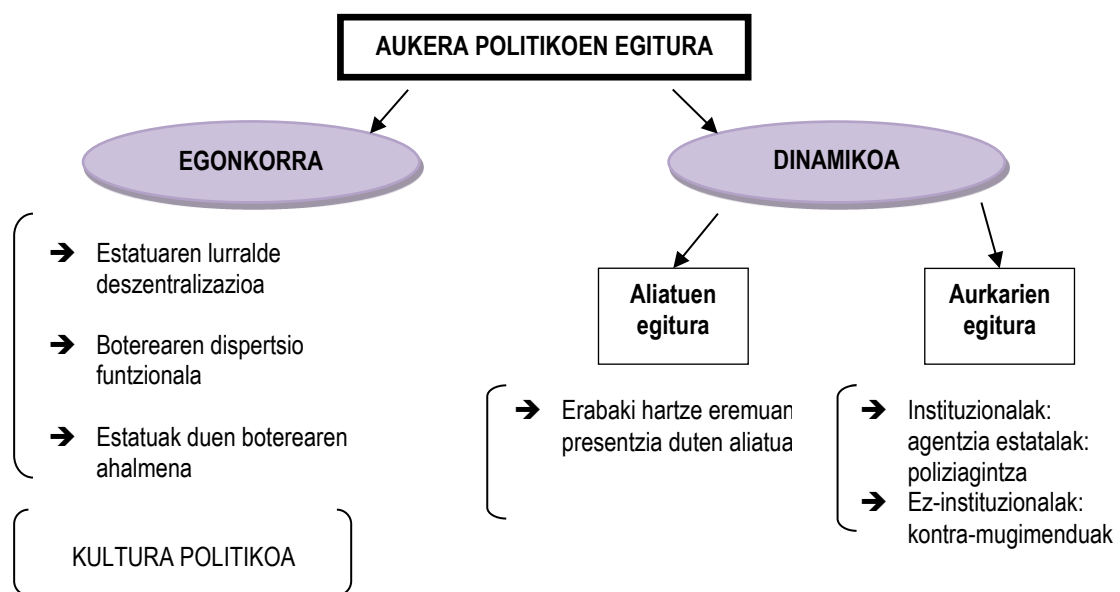 AUKERA POLITIKOEN EGITURA
EGONKORRA
DINAMIKOA
➔ Estatuaren lurralde
deszentralizazioa
➔ Boterearen dispertsio
funtzionala
➔ Estatuak duen boterearen
ahalmena
KULTURA POLITIKOA
Aliatuen
egitura
➔ Erabaki hartze eremuan
presentzia duten aliatua
Aurkarien
egitura
➔ Instituzionalak:
agentzia estatalak:
poliziagintza
➔ Ez-instituzionalak:
kontra-mugimenduak